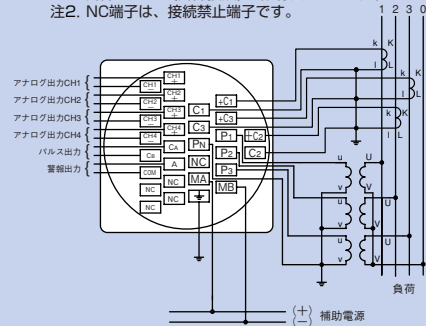 注2. NC端子は、接続禁止端子です。
1 2 3 0
アナログ出力CH1
アナログ出力CH2
アナログ出力CH3
アナログ出力CH4
パルス出力
警報出力
CH1 +
CH1 −
CH2 +
CH2 −
CH3 +
CH3 −
CH4 +
CH4 −
CA
CB
A
COM
NC
NC
NC
NC
C1
C3
PN
NC
MA
+C1
+C3
P1
+C2
P2
C2
P3
MB
k K
l L
k K
l L
k K
l L
u U
v V
u U
v V
u U
v V
負荷
(+)
(−)
補助電源